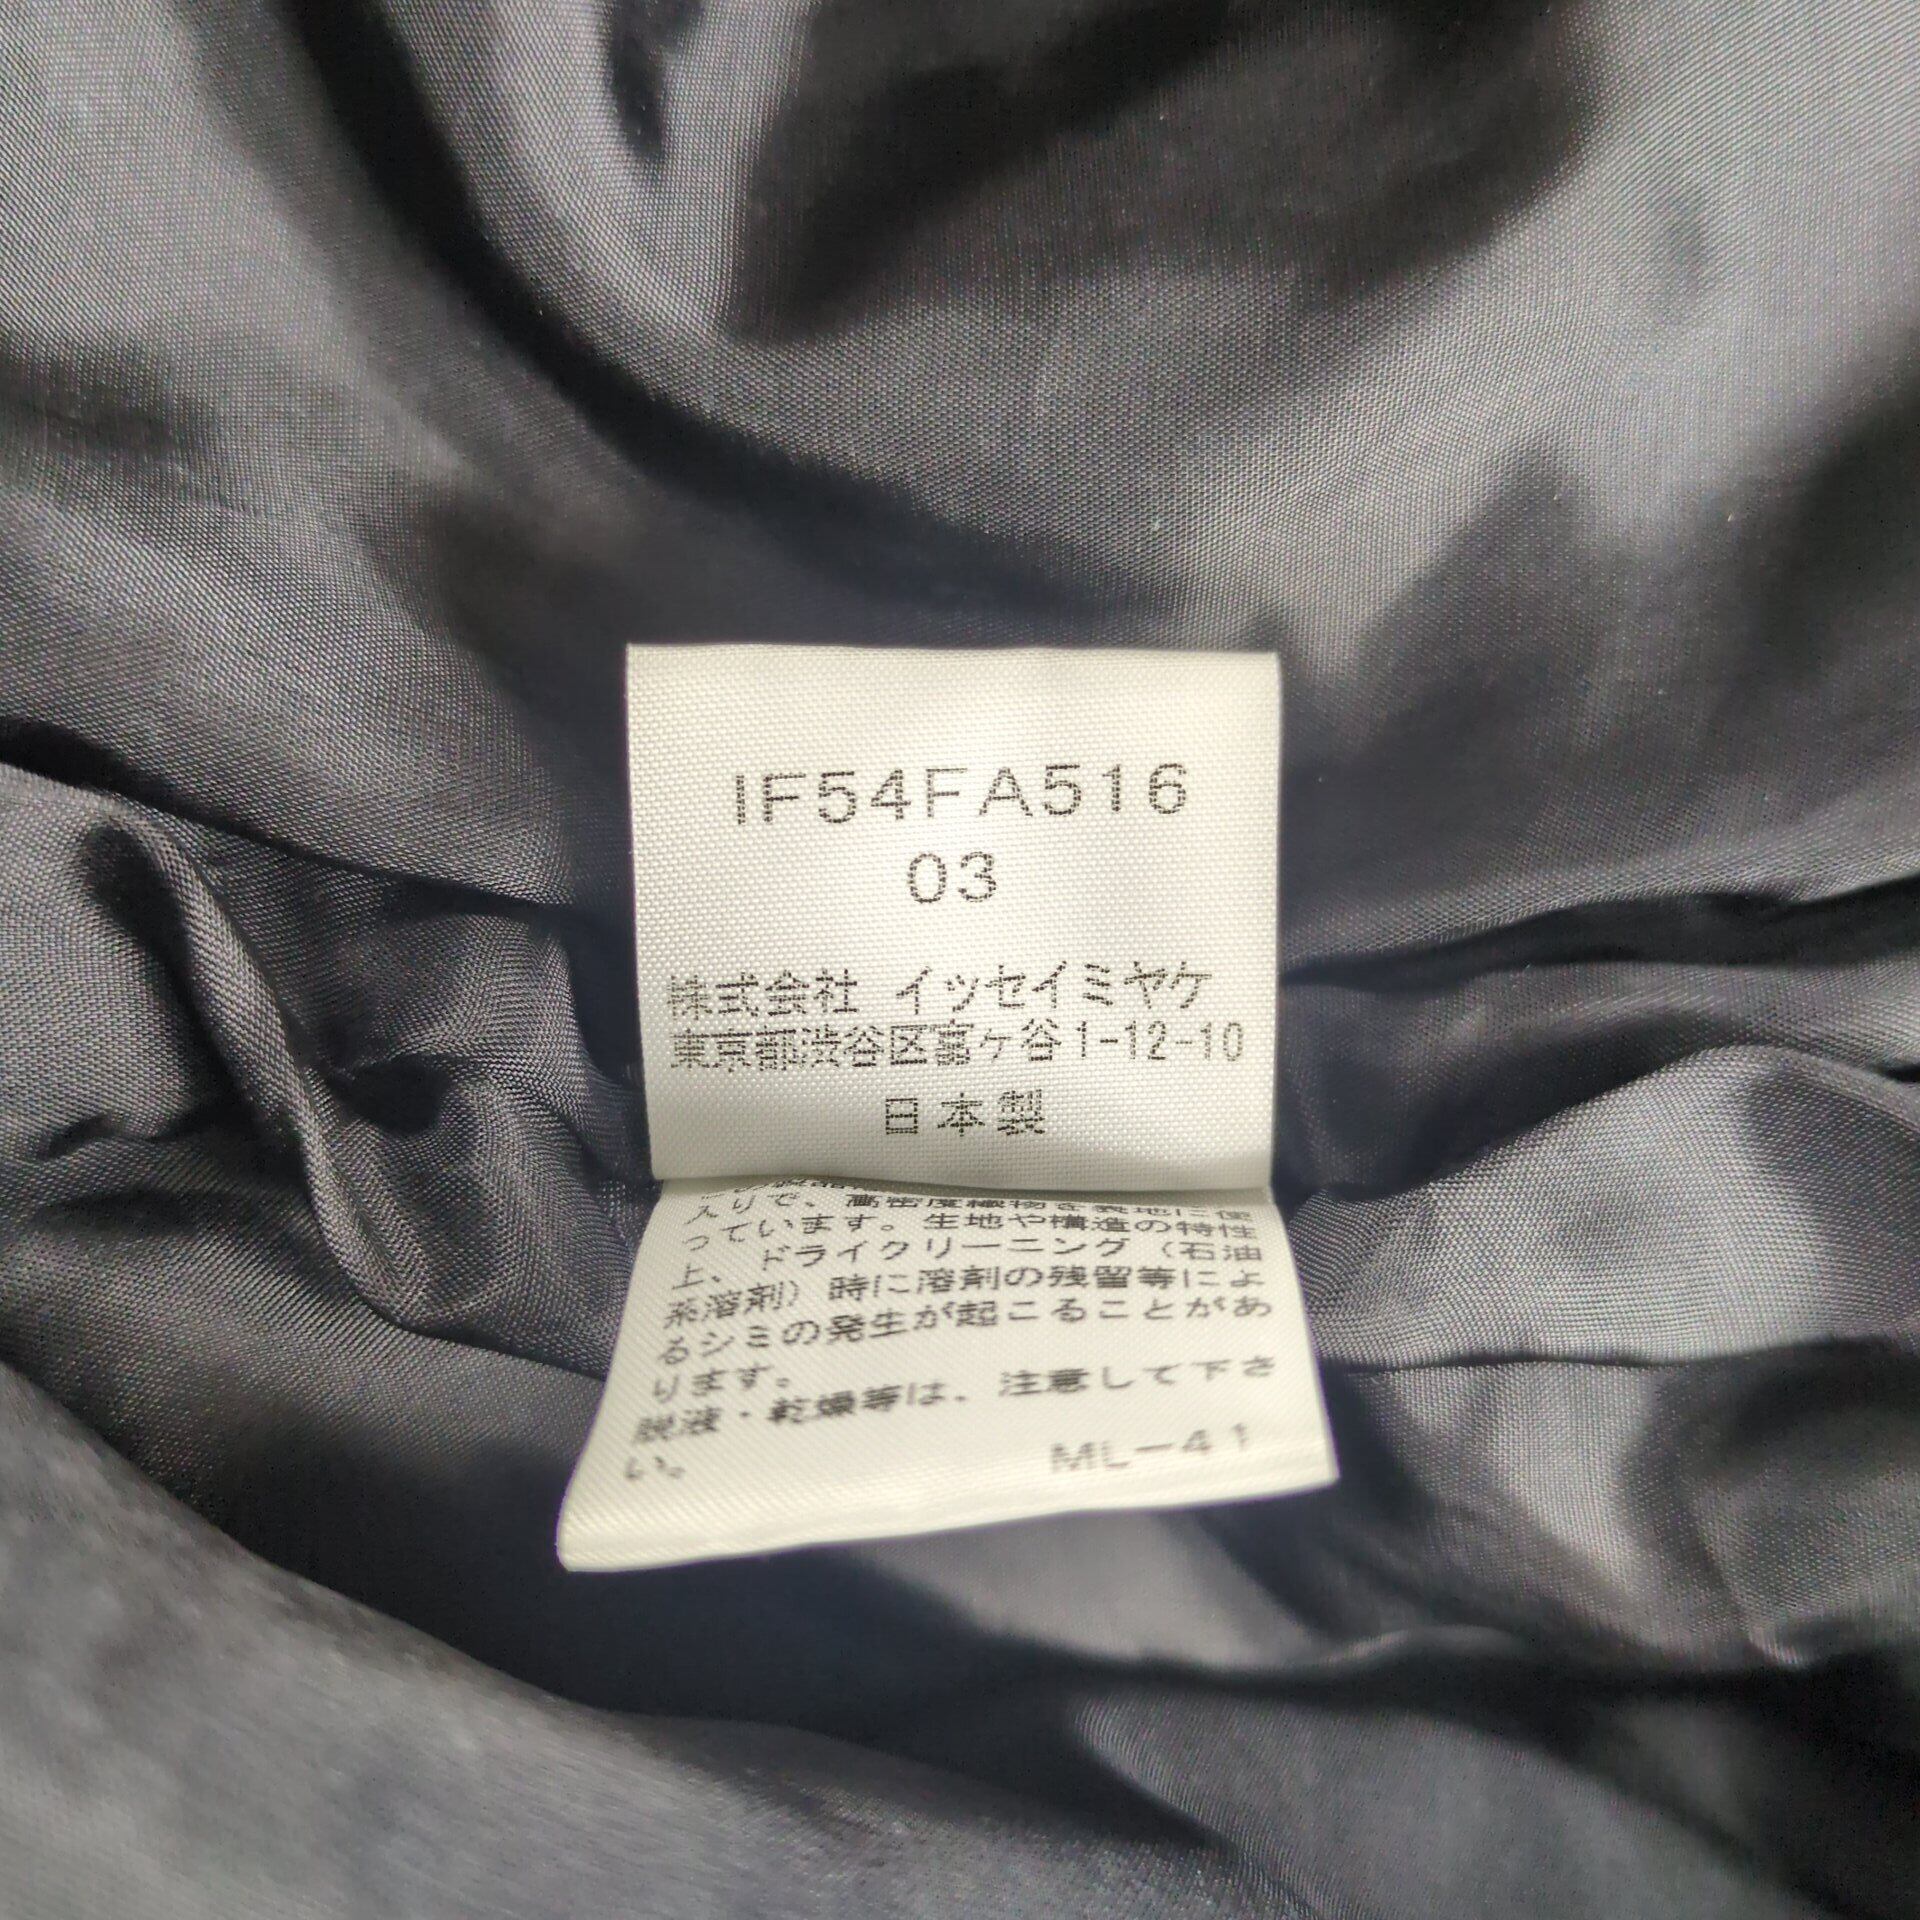 IF54FA516
03
株式会社 イッセイミヤケ
東京都渋谷区富ヶ谷1-12-10
日本製
入りで、高密度織物を裏地に使
っています。生地や構造の特性
上、ドライクリーニング（石油
系溶剤）時に溶剤の残留等によ
るシミの発生が起こることがあ
ります。
脱液・乾燥等は、注意して下さ
い。
ML-41